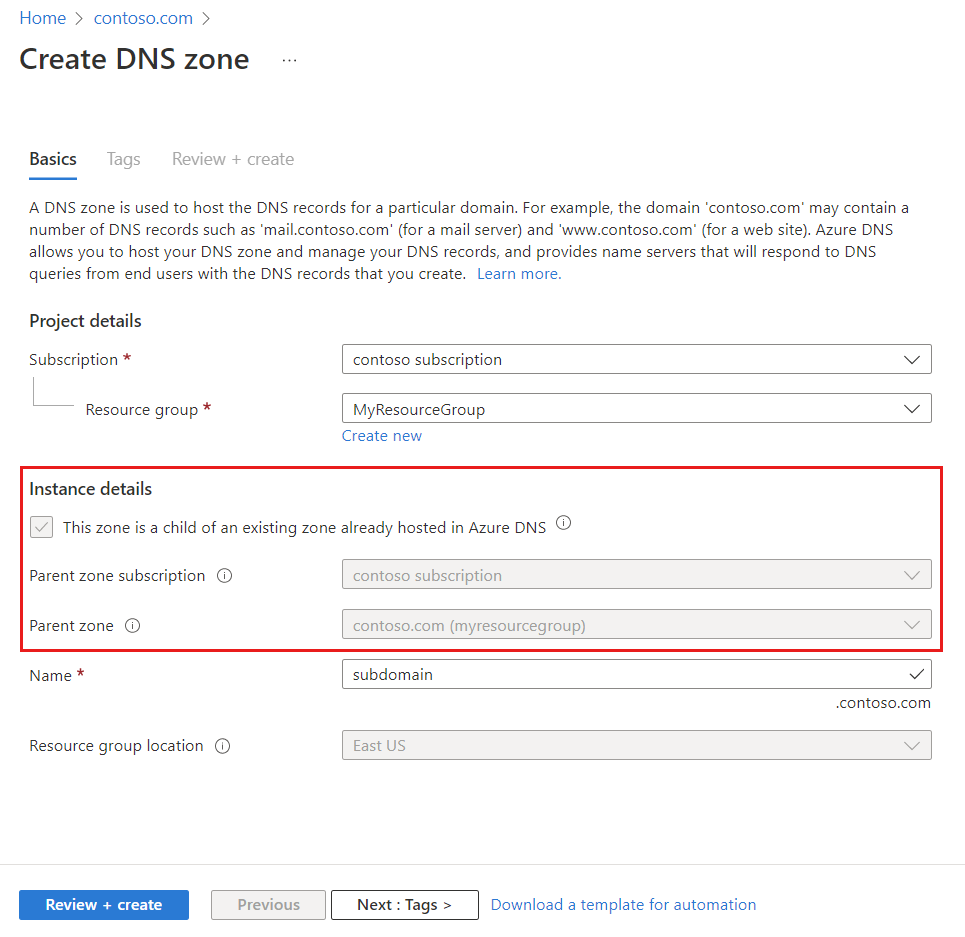 Home > contoso.com >
Create DNS zone ...
Basics Tags Review + create
A DNS zone is used to host the DNS records for a particular domain. For example, the domain 'contoso.com' may contain a
number of DNS records such as 'mail.contoso.com' (for a mail server) and 'www.contoso.com' (for a web site). Azure DNS
allows you to host your DNS zone and manage your DNS records, and provides name servers that will respond to DNS
queries from end users with the DNS records that you create. Learn more.
Project details
Subscription * contoso subscription
Resource group * MyResourceGroup
Create new
Instance details
This zone is a child of an existing zone already hosted in Azure DNS
Parent zone subscription contoso subscription
Parent zone contoso.com (myresourcegroup)
Name * subdomain
.contoso.com
Resource group location East US
Review + create Previous Next : Tags > Download a template for automation